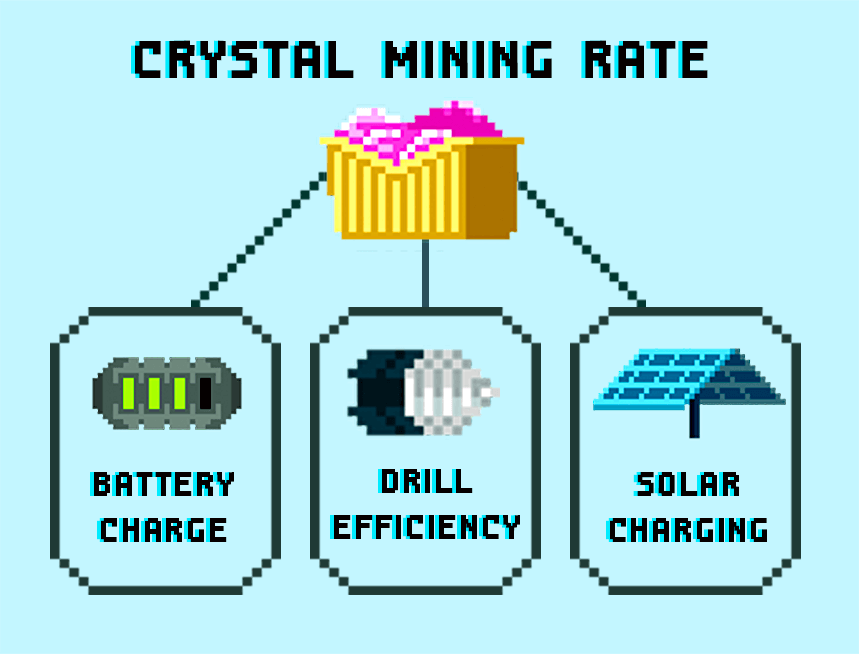 CRYSTAL MINING RATE
BATTERY
CHARGE
DRILL
EFFICIENCY
SOLAR
CHARGING